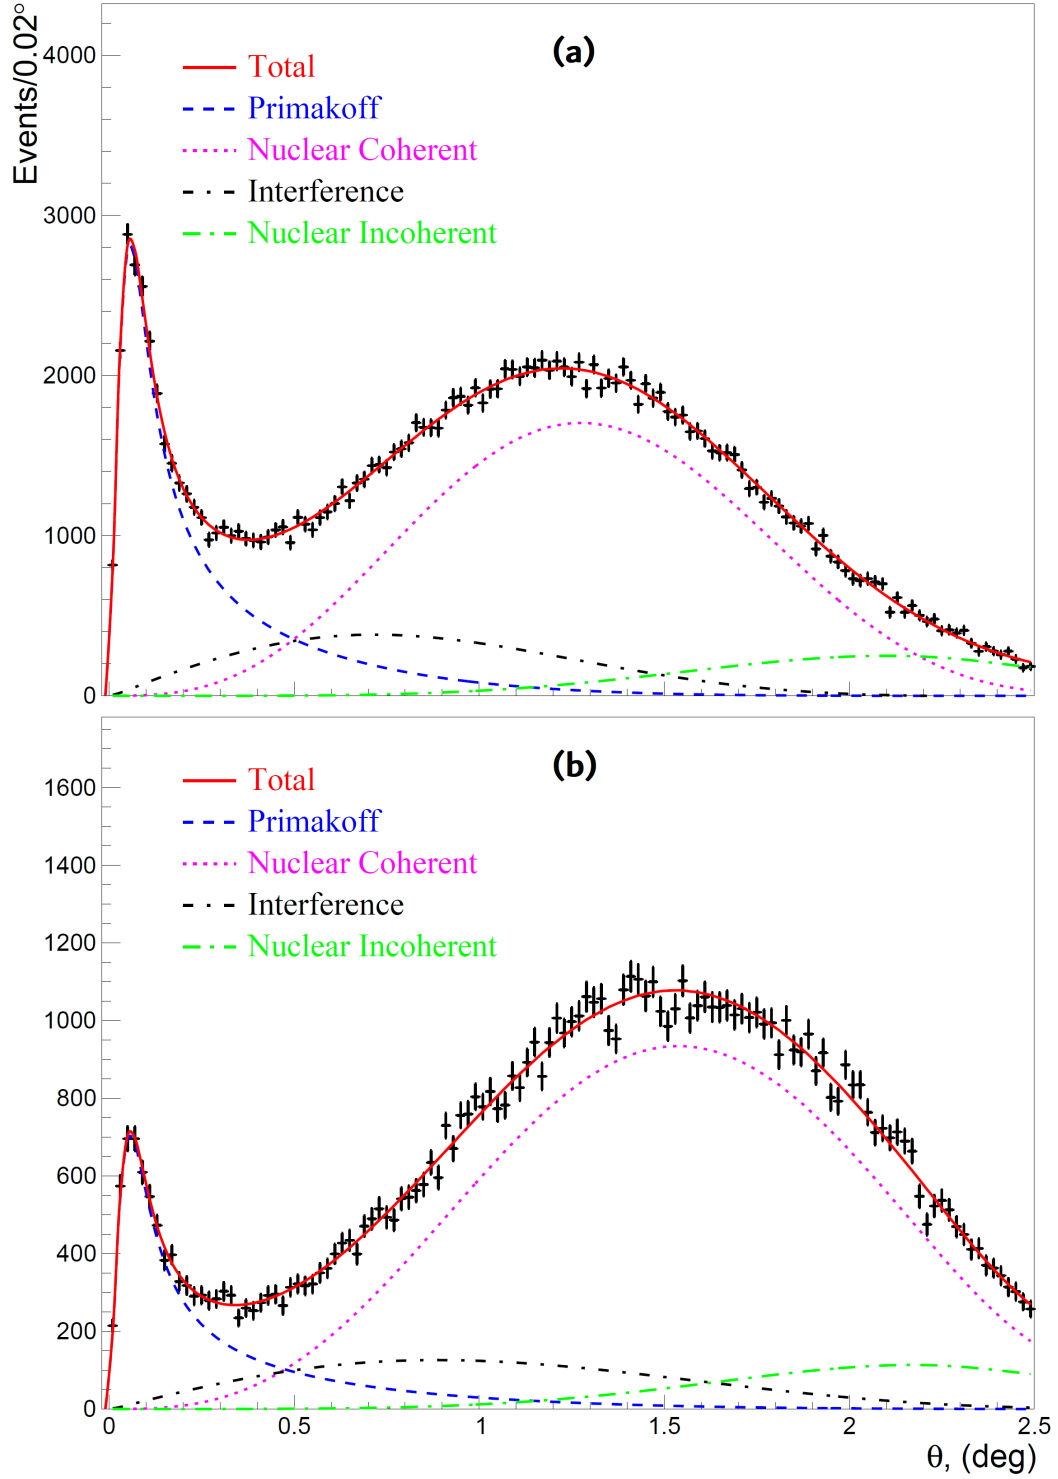 Events/0.02°
(a)
Total
Primakoff
Nuclear Coherent
Interference
Nuclear Incoherent
4000
3000
2000
1000
0
(b)
Total
Primakoff
Nuclear Coherent
Interference
Nuclear Incoherent
1600
1400
1200
1000
800
600
400
200
0
0 0.5 1 1.5 2 2.5
θ, (deg)